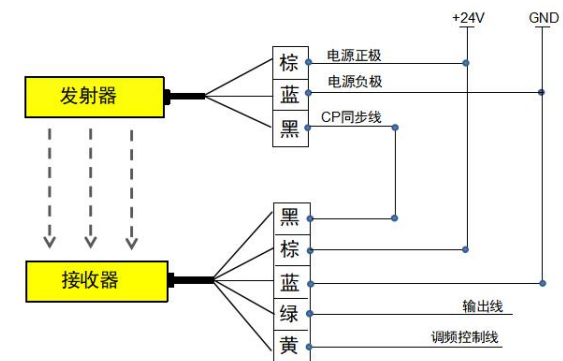 +24V
GND
棕
电源正极
发射器
蓝
电源负极
黑
CP同步线
黑
棕
接收器
蓝
绿
输出线
黄
调频控制线